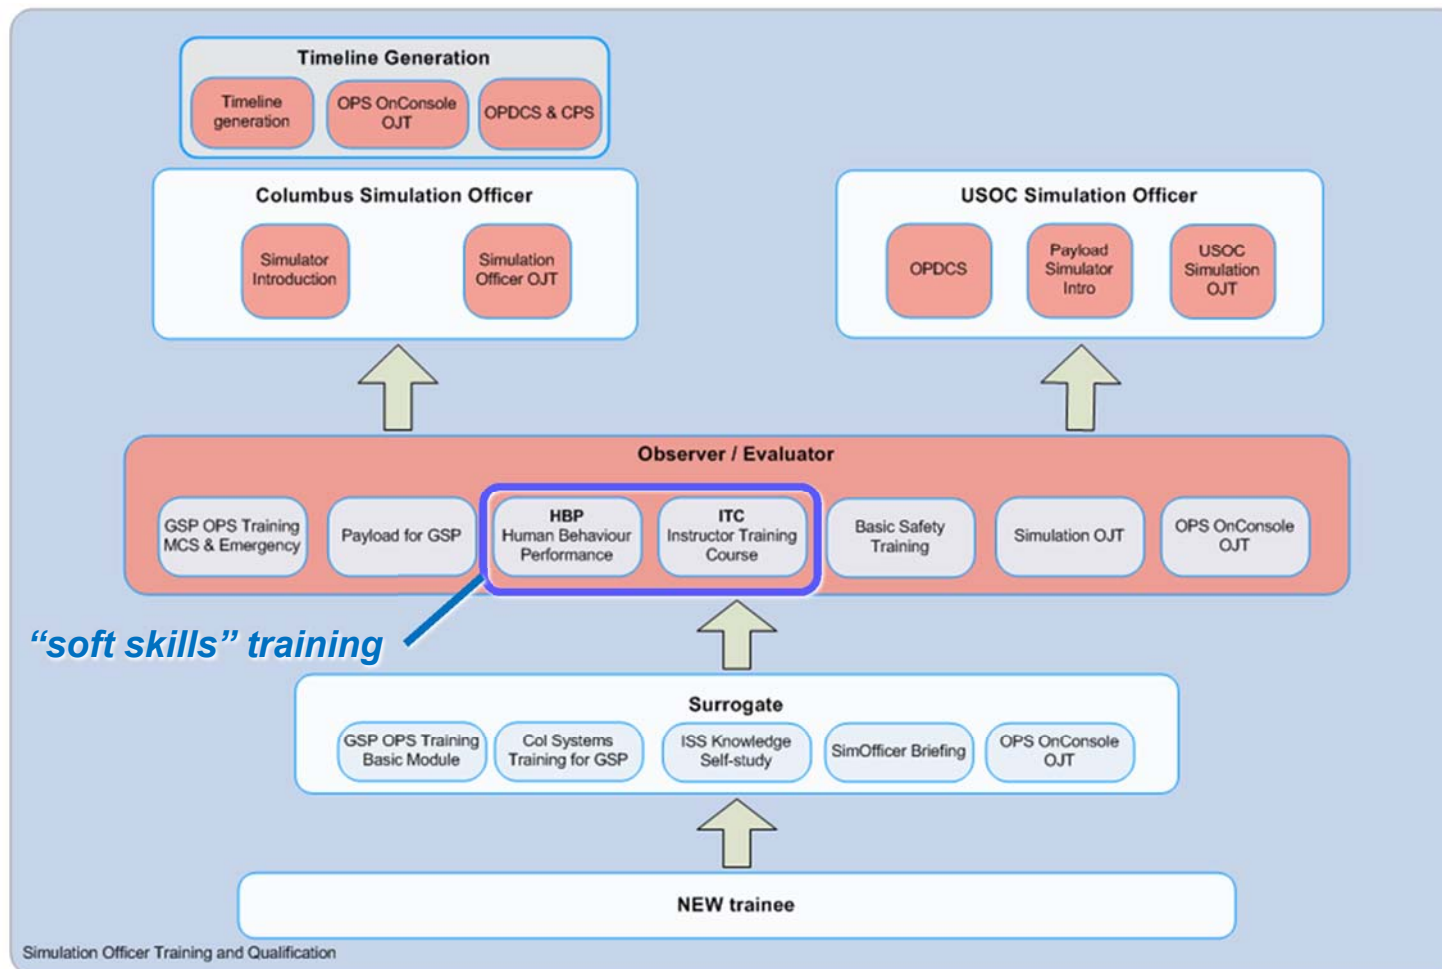 Timeline Generation
Timeline
generation
OPS OnConsole
OJT
OPDCS & CPS
Columbus Simulation Officer
Simulator
Introduction
Simulation
Officer OJT
USOC Simulation Officer
OPDCS
Payload
Simulator
Intro
USOC
Simulation
OJT
Observer / Evaluator
GSP OPS Training
MCS & Emergency
Payload for GSP
HBP
Human Behaviour
Performance
ITC
Instructor Training
Course
Basic Safety
Training
Simulation OJT
OPS OnConsole
OJT
“soft skills” training
Surrogate
GSP OPS Training
Basic Module
Col Systems
Training for GSP
ISS Knowledge
Self-study
SimOfficer Briefing
OPS OnConsole
OJT
NEW trainee
Simulation Officer Training and Qualification